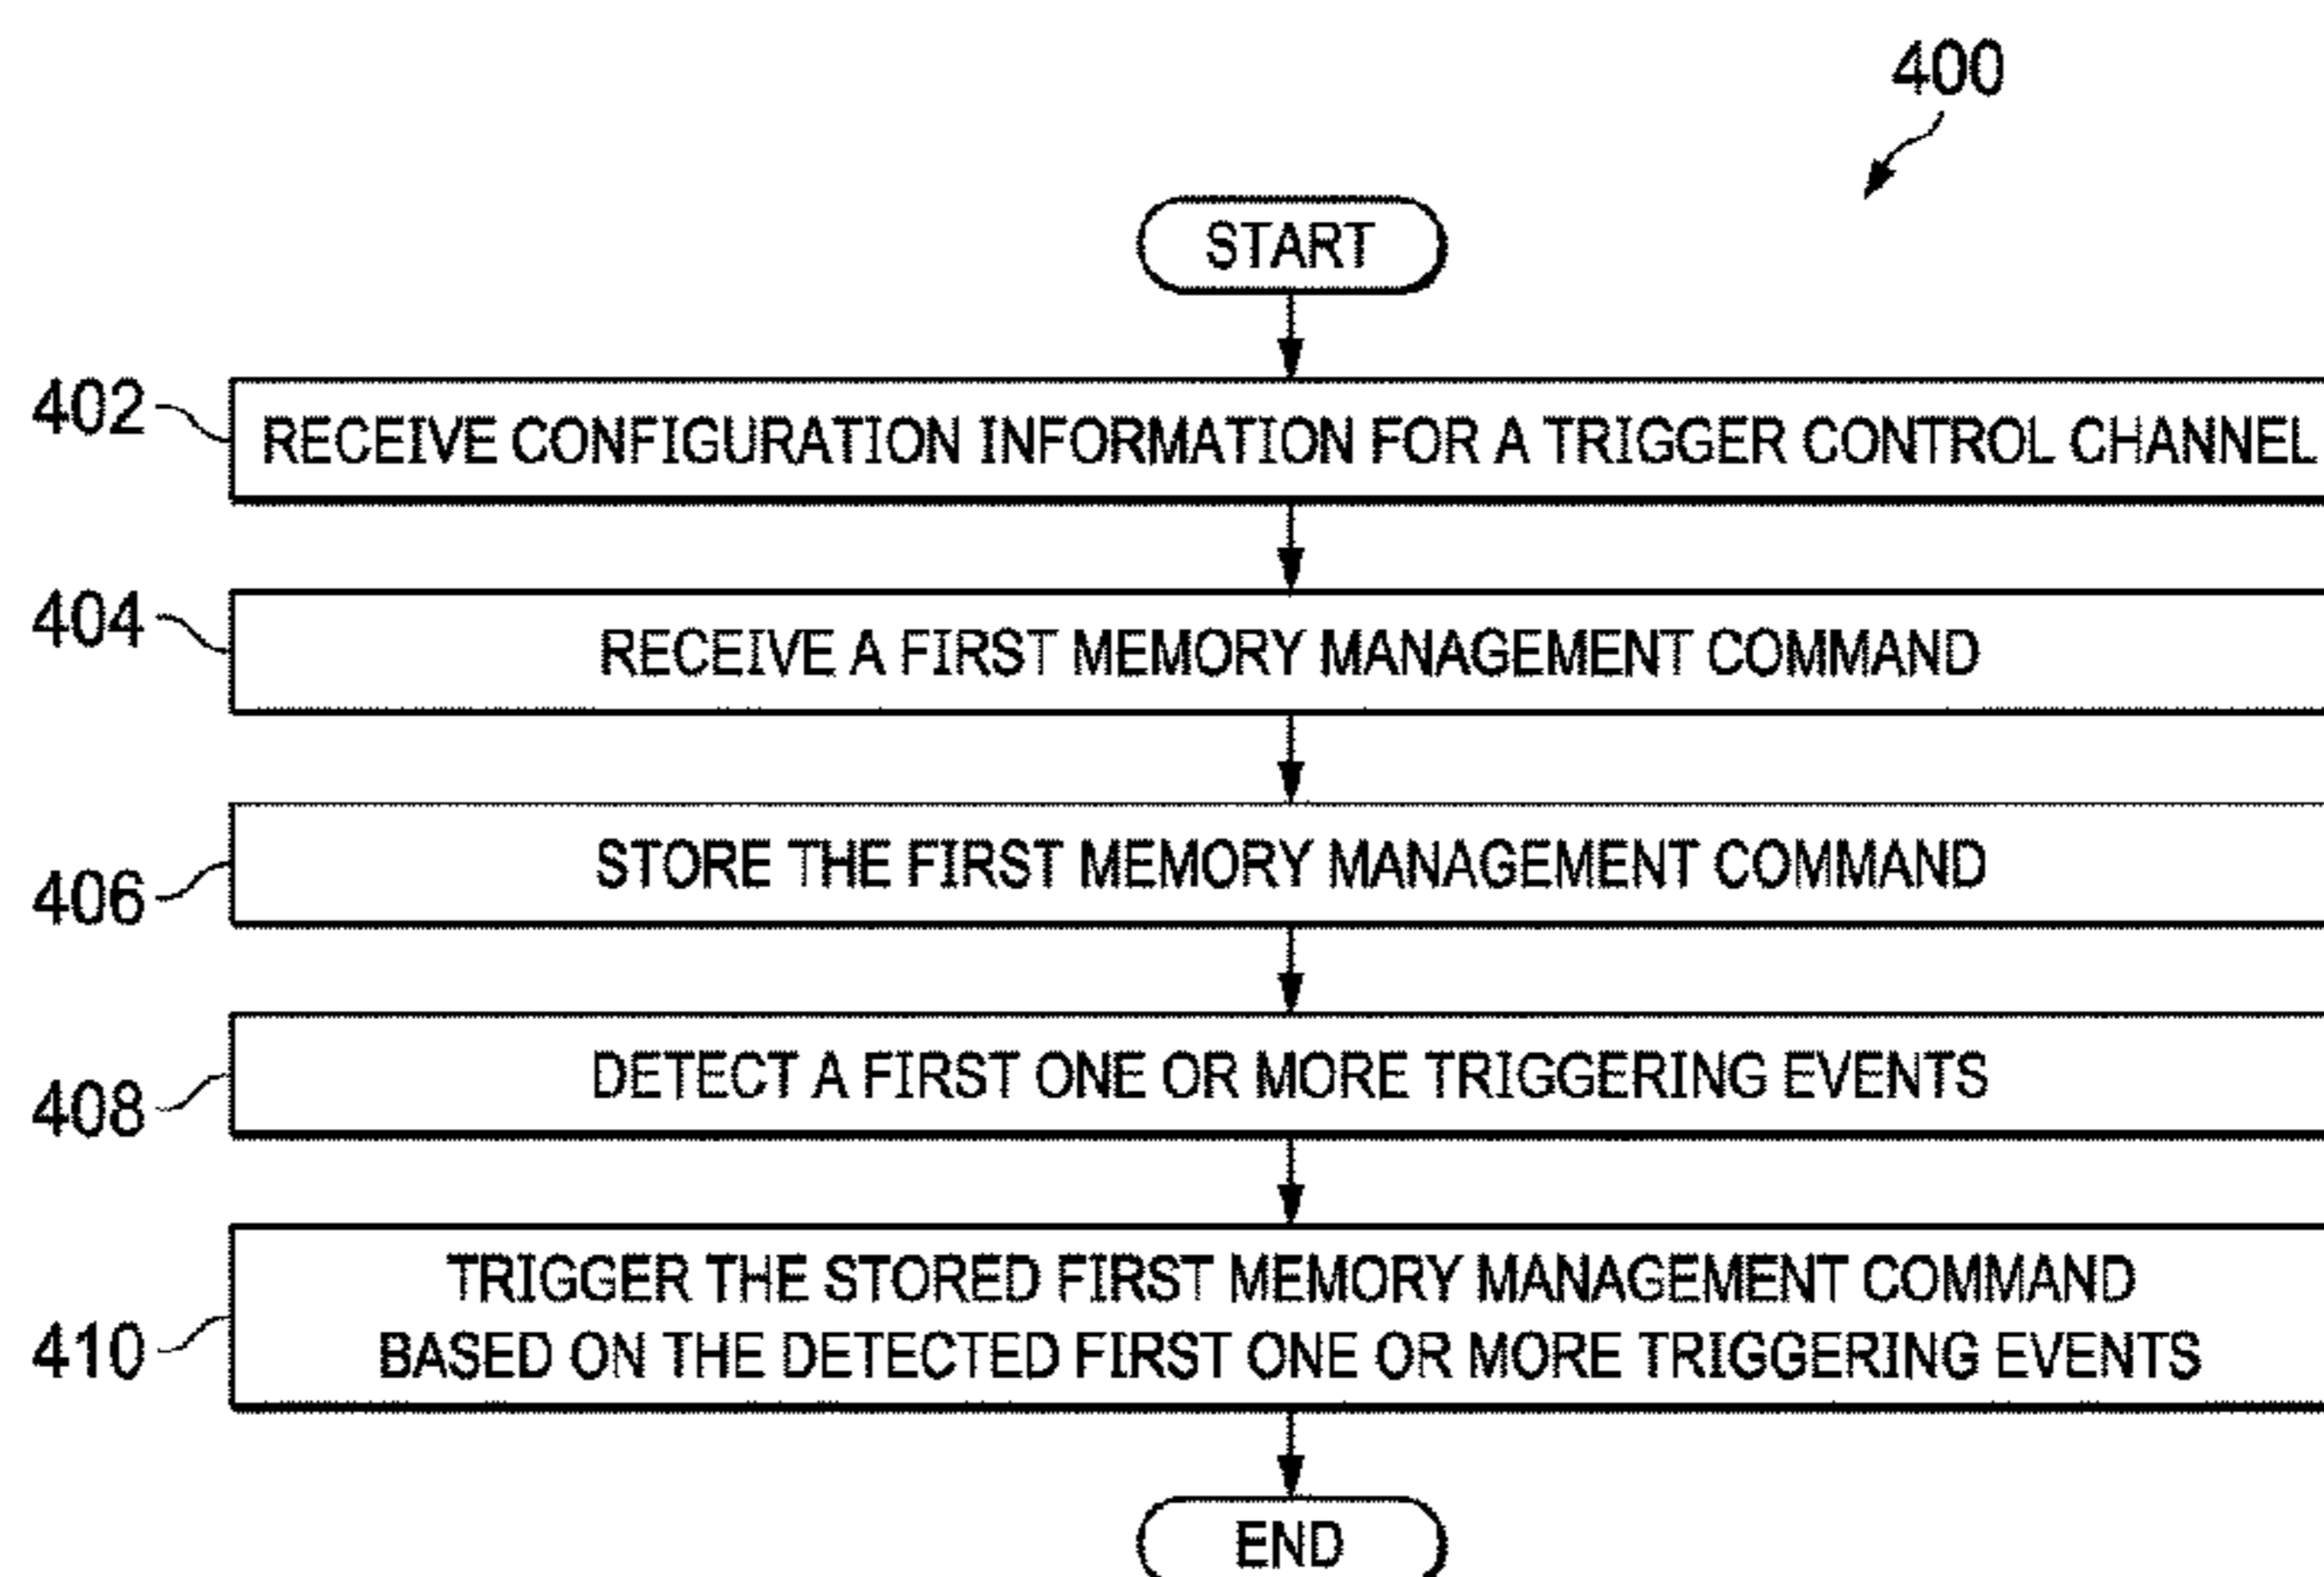 400
START
402
RECEIVE CONFIGURATION INFORMATION FOR A TRIGGER CONTROL CHANNEL
404
RECEIVE A FIRST MEMORY MANAGEMENT COMMAND
406
STORE THE FIRST MEMORY MANAGEMENT COMMAND
408
DETECT A FIRST ONE OR MORE TRIGGERING EVENTS
410
TRIGGER THE STORED FIRST MEMORY MANAGEMENT COMMAND
BASED ON THE DETECTED FIRST ONE OR MORE TRIGGERING EVENTS
END